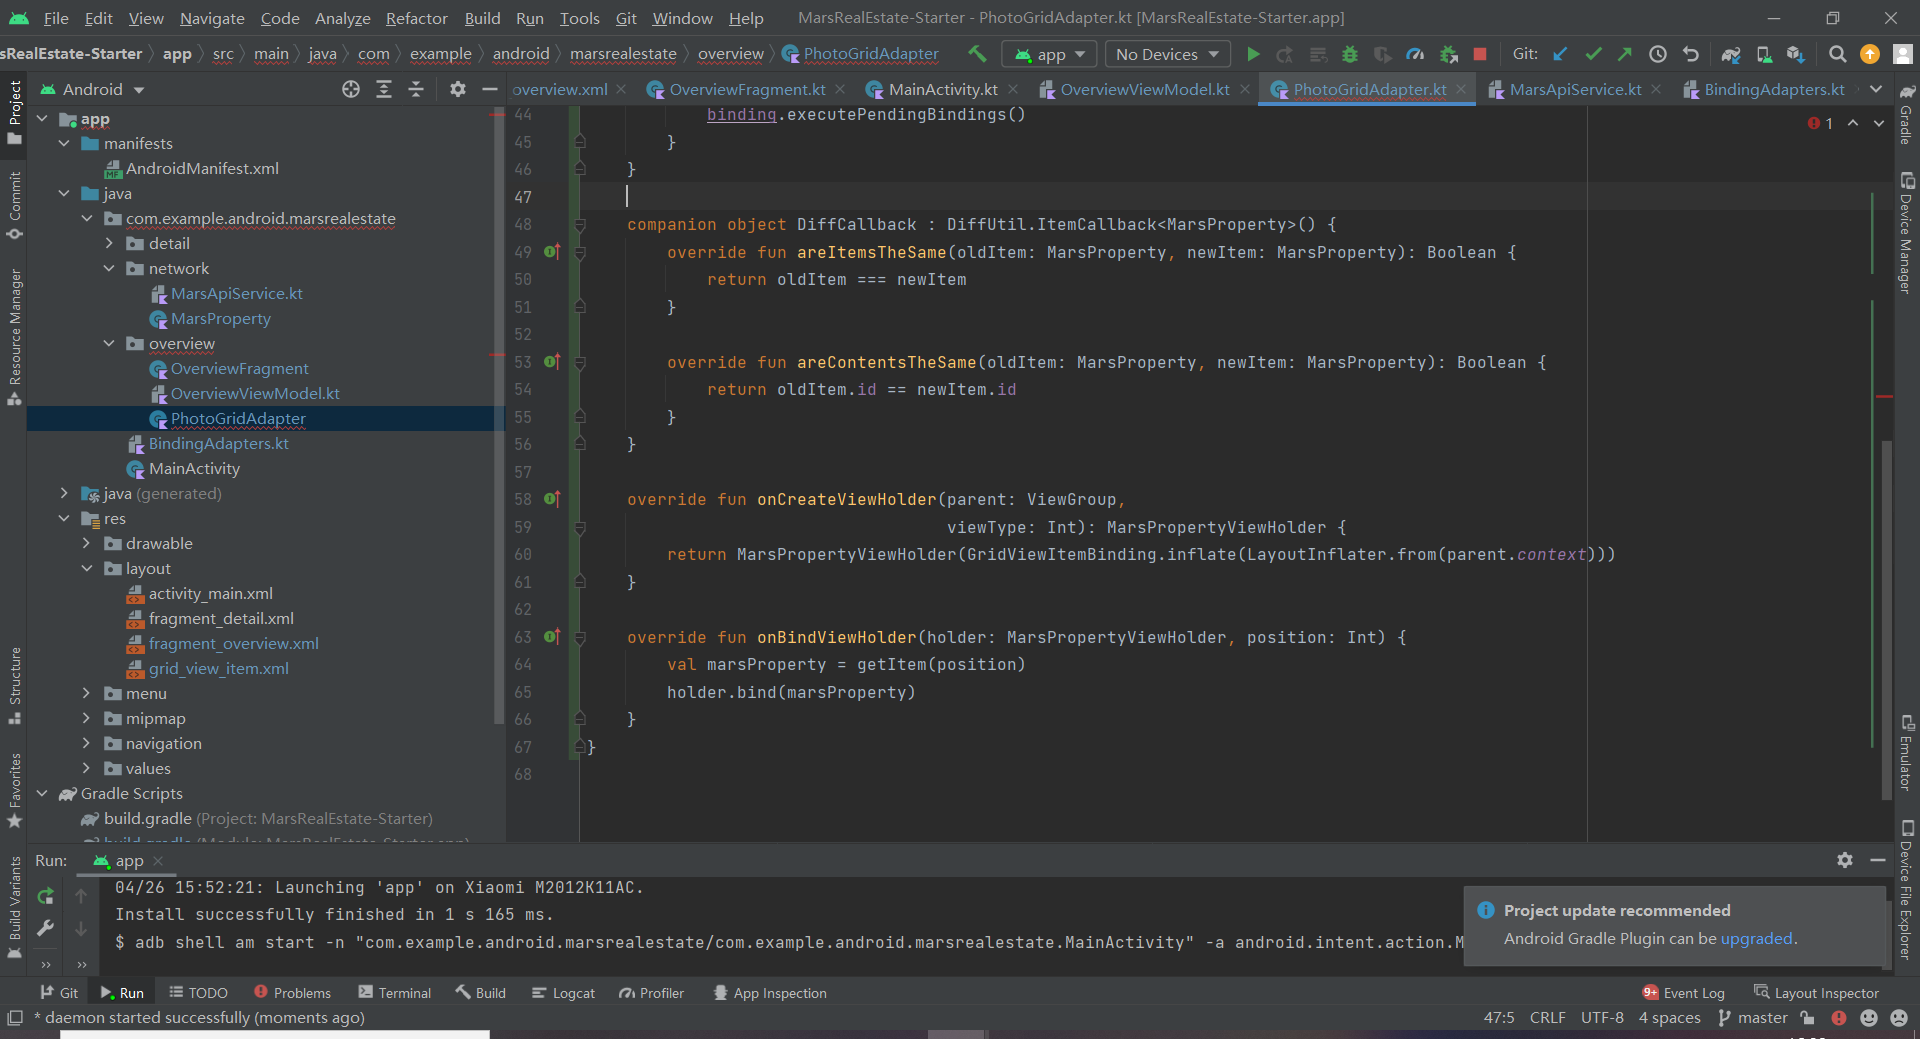 File Edit View Navigate Code Analyze Refactor Build Run Tools Git Window Help MarsRealEstate-Starter - PhotoGridAdapter.kt [MarsRealEstate-Starter.app]
sRealEstate-Starter app src main java com example android marsrealestate overview PhotoGridAdapter app No Devices Git:
Android
overview.xml OverviewFragment.kt MainActivity.kt OverviewViewModel.kt PhotoGridAdapter.kt MarsApiService.kt BindingAdapters.kt
Project
Commit
Resource Manager
Structure
Favorites
Build Variants
app
manifests
AndroidManifest.xml
java
com.example.android.marsrealestate
detail
network
MarsApiService.kt
MarsProperty
overview
OverviewFragment
OverviewViewModel.kt
PhotoGridAdapter
BindingAdapters.kt
MainActivity
java (generated)
res
drawable
layout
activity_main.xml
fragment_detail.xml
fragment_overview.xml
grid_view_item.xml
menu
mipmap
navigation
values
Gradle Scripts
build.gradle (Project: MarsRealEstate-Starter)
build.gradle (Module: MarsRealEstate-Starter.app)
44 binding.executePendingBindings()
45 }
46 }
47
48 companion object DiffCallback : DiffUtil.ItemCallback<MarsProperty>() {
49 override fun areItemsTheSame(oldItem: MarsProperty, newItem: MarsProperty): Boolean {
50 return oldItem === newItem
51 }
52
53 override fun areContentsTheSame(oldItem: MarsProperty, newItem: MarsProperty): Boolean {
54 return oldItem.id == newItem.id
55 }
56 }
57
58 override fun onCreateViewHolder(parent: ViewGroup,
59 viewType: Int): MarsPropertyViewHolder {
60 return MarsPropertyViewHolder(GridViewItemBinding.inflate(LayoutInflater.from(parent.context)))
61 }
62
63 override fun onBindViewHolder(holder: MarsPropertyViewHolder, position: Int) {
64 val marsProperty = getItem(position)
65 holder.bind(marsProperty)
66 }
67 }
68
1
Gradle
Device Manager
Emulator
Device File Explorer
Run: app
04/26 15:52:21: Launching 'app' on Xiaomi M2012K11AC.
Install successfully finished in 1 s 165 ms.
$ adb shell am start -n "com.example.android.marsrealestate/com.example.android.marsrealestate.MainActivity" -a android.intent.action.M
Project update recommended
Android Gradle Plugin can be upgraded.
Git Run TODO Problems Terminal Build Logcat Profiler App Inspection 9+ Event Log Layout Inspector
* daemon started successfully (moments ago) 47:5 CRLF UTF-8 4 spaces master